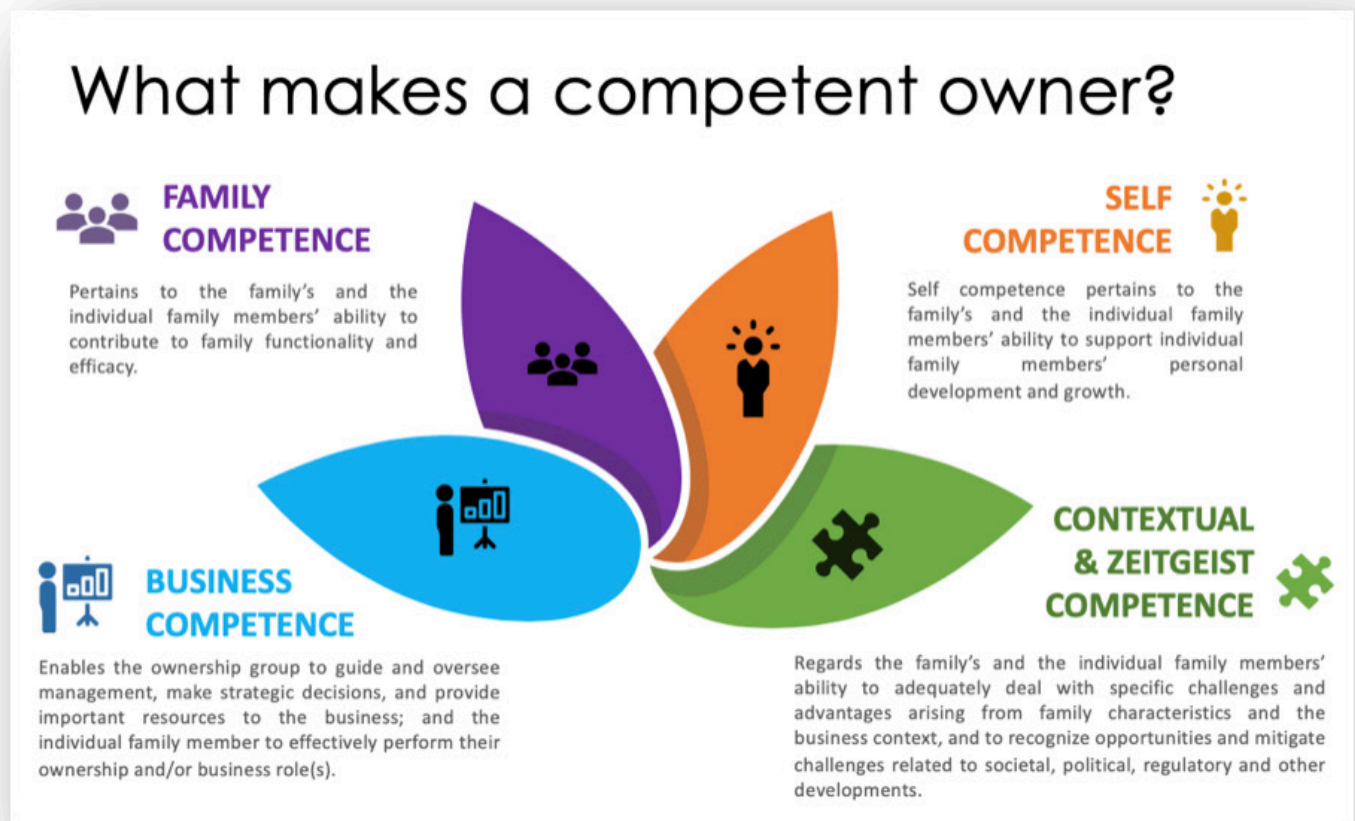 What makes a competent owner?
FAMILY
COMPETENCE
Pertains to the family's and the
individual family members' ability to
contribute to family functionality and
efficacy.
SELF
COMPETENCE
Self competence pertains to the
family's and the individual family
members' ability to support individual
family members' personal
development and growth.
BUSINESS
COMPETENCE
Enables the ownership group to guide and oversee
management, make strategic decisions, and provide
important resources to the business; and the
individual family member to effectively perform their
ownership and/or business role(s).
CONTEXTUAL
& ZEITGEIST
COMPETENCE
Regards the family's and the individual family members'
ability to adequately deal with specific challenges and
advantages arising from family characteristics and the
business context, and to recognize opportunities and mitigate
challenges related to societal, political, regulatory and other
developments.